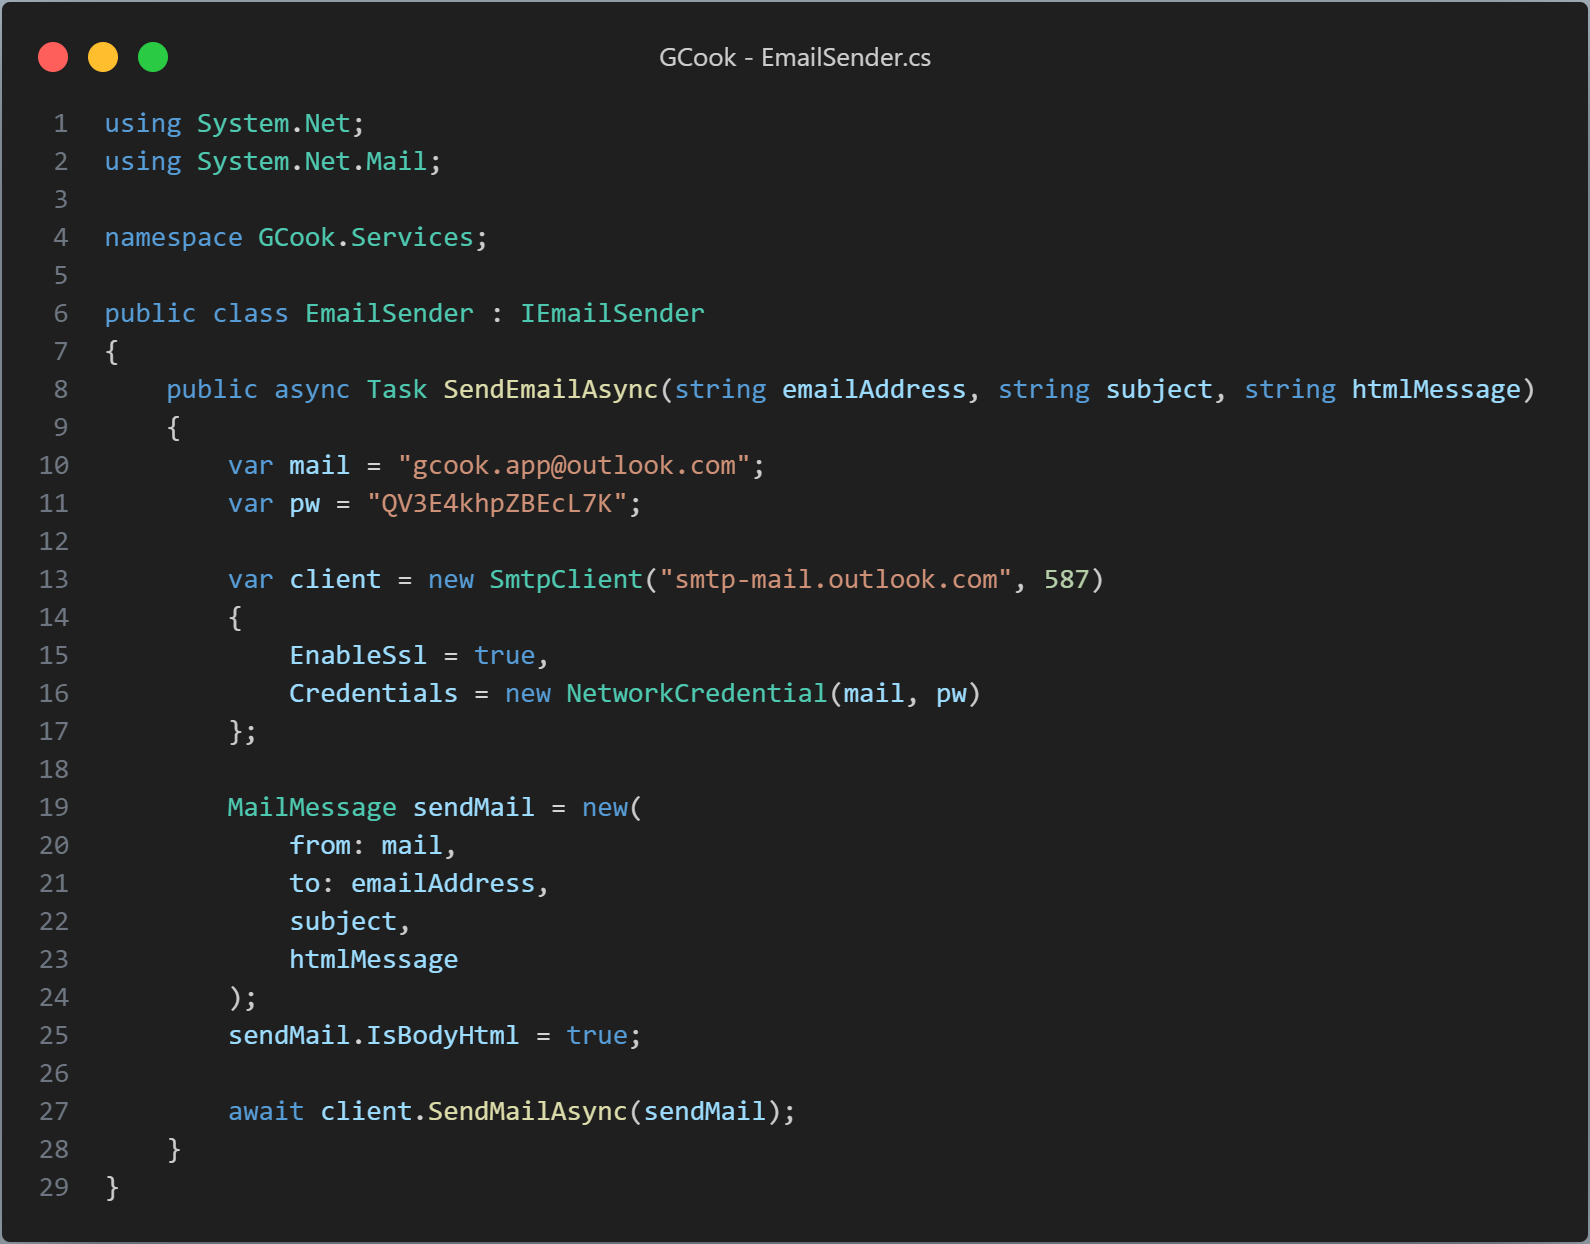 GCook - EmailSender.cs
1 using System.Net;
2 using System.Net.Mail;
3
4 namespace GCook.Services;
5
6 public class EmailSender : IEmailSender
7 {
8     public async Task SendEmailAsync(string emailAddress, string subject, string htmlMessage)
9     {
10         var mail = "gcook.app@outlook.com";
11         var pw = "QV3E4khpZBEcL7K";
12
13         var client = new SmtpClient("smtp-mail.outlook.com", 587)
14         {
15             EnableSsl = true,
16             Credentials = new NetworkCredential(mail, pw)
17         };
18
19         MailMessage sendMail = new(
20             from: mail,
21             to: emailAddress,
22             subject,
23             htmlMessage
24         );
25         sendMail.IsBodyHtml = true;
26
27         await client.SendMailAsync(sendMail);
28     }
29 }